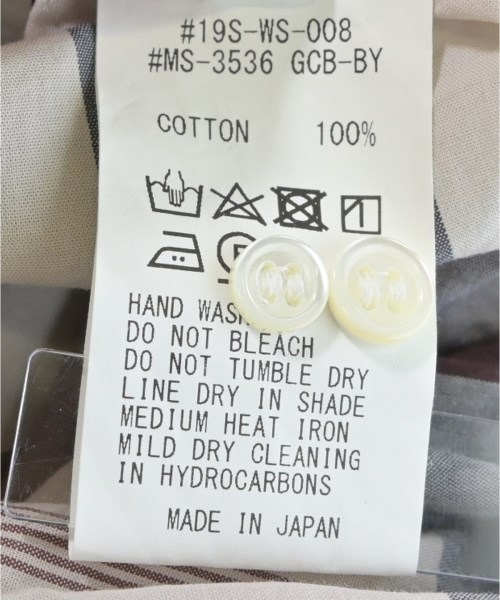 #19S-WS-008
#MS-3536 GCB-BY
COTTON 100%
HAND WASH
DO NOT BLEACH
DO NOT TUMBLE DRY
LINE DRY IN SHADE
MEDIUM HEAT IRON
MILD DRY CLEANING
IN HYDROCARBONS
MADE IN JAPAN